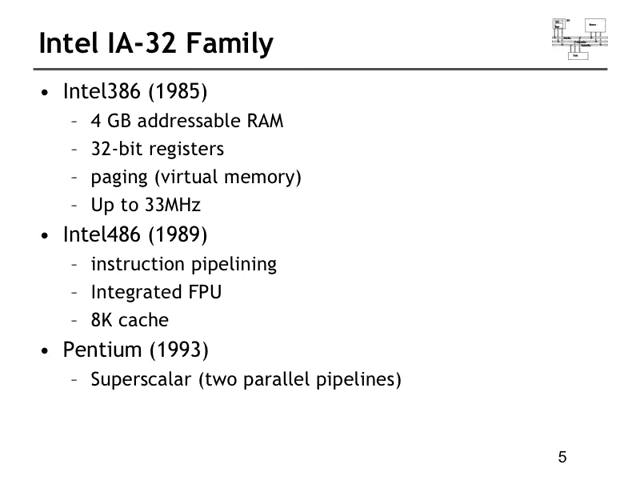 Intel IA-32 Family
• Intel386 (1985)
– 4 GB addressable RAM
– 32-bit registers
– paging (virtual memory)
– Up to 33MHz
• Intel486 (1989)
– instruction pipelining
– Integrated FPU
– 8K cache
• Pentium (1993)
– Superscalar (two parallel pipelines)
5